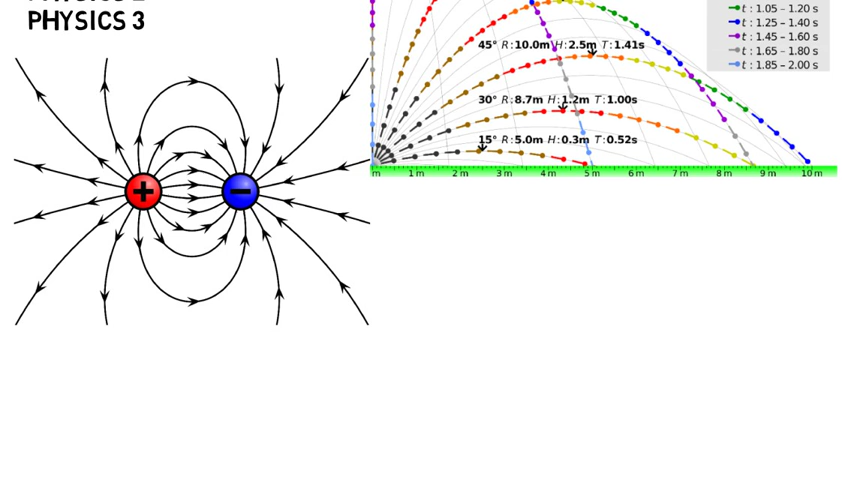 PHYSICS 2
PHYSICS 3
t : 1.05 – 1.20 s
t : 1.25 – 1.40 s
t : 1.45 – 1.60 s
t : 1.65 – 1.80 s
t : 1.85 – 2.00 s
45° R:10.0m H:2.5m T:1.41s
30° R:8.7m H:1.2m T:1.00s
15° R:5.0m H:0.3m T:0.52s
+ −
m 1 m 2 m 3 m 4 m 5 m 6 m 7 m 8 m 9 m 10 m